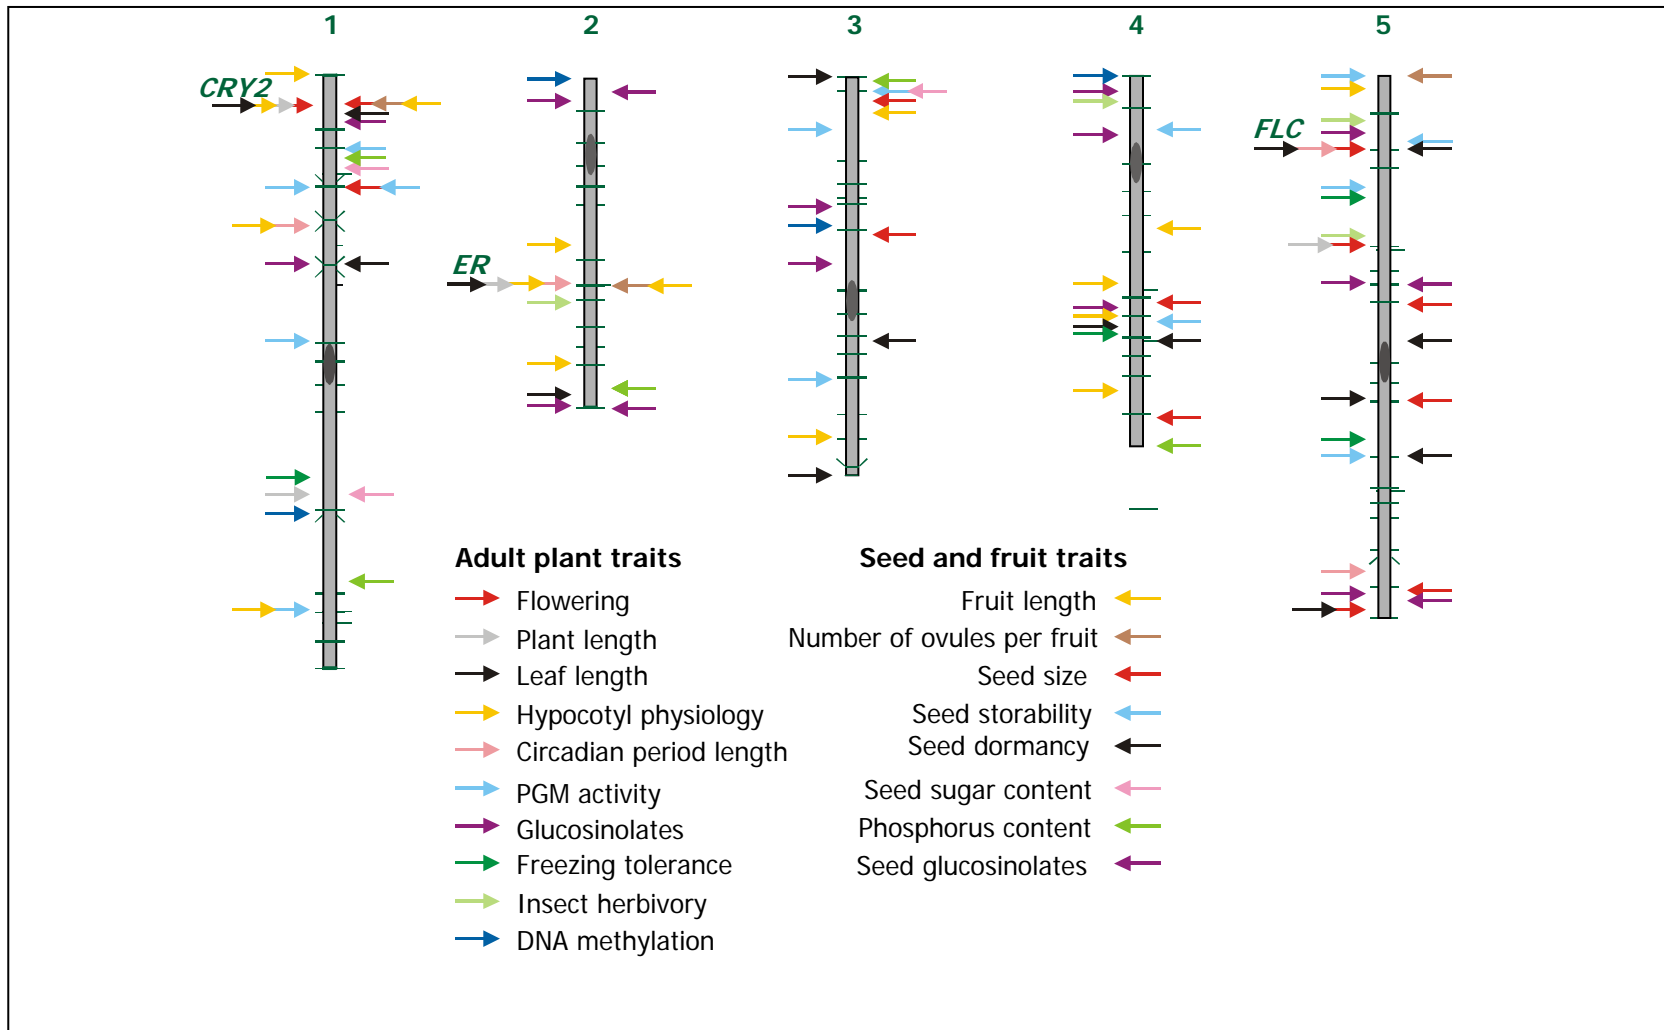 1 2 3 4 5
CRY2
FLC
ER
Adult plant traits
Flowering
Plant length
Leaf length
Hypocotyl physiology
Circadian period length
PGM activity
Glucosinolates
Freezing tolerance
Insect herbivory
DNA methylation
Seed and fruit traits
Fruit length
Number of ovules per fruit
Seed size
Seed storability
Seed dormancy
Seed sugar content
Phosphorus content
Seed glucosinolates